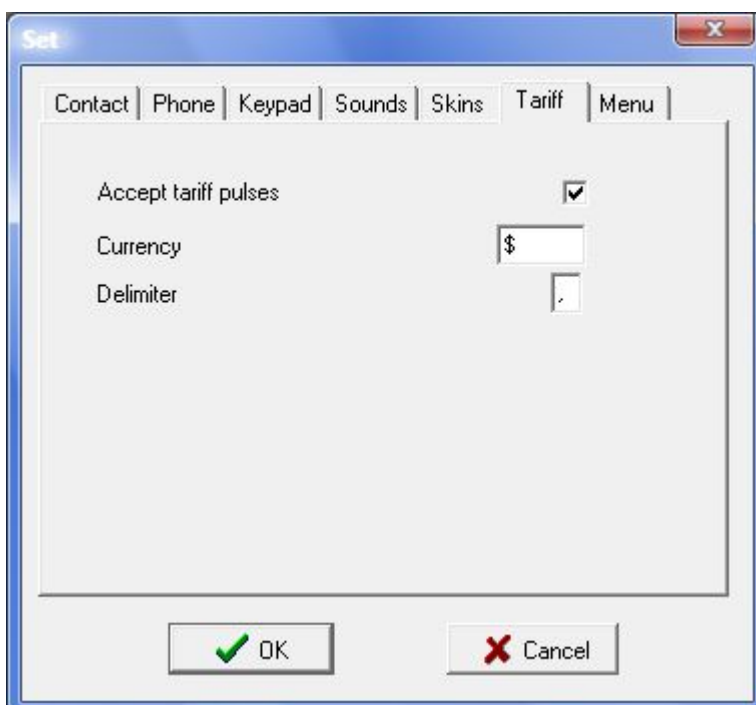 Set
Contact Phone Keypad Sounds Skins Tariff Menu
Accept tariff pulses
Currency $
Delimiter ,
OK Cancel